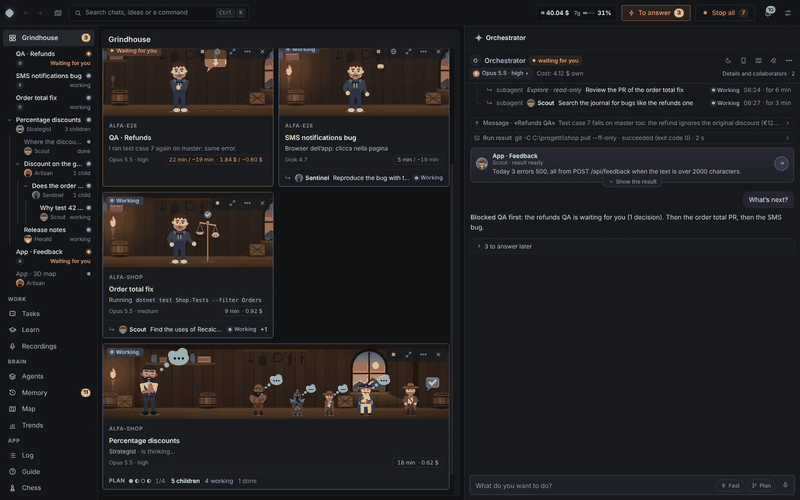 Search chats, ideas or a command
Ctrl K
≈ 40.04 $ 7g 31%
To answer 3
Stop all 7
10
Grindhouse 3
QA · Refunds
Waiting for you
SMS notifications bug
working
Order total fix
working
Percentage discounts
Strategist 3 children
Where the discou...
Scout done
Discount on the g...
Artisan 1 child
Does the order ...
Sentinel 1 child
Why test 42 ...
Scout working
Release notes
Herald working
App · Feedback
Waiting for you
App · 3D map
Artisan
WORK
Tasks
Learn
Recordings
BRAIN
Agents
Memory 11
Map
Trends
APP
Log
Guide
Chess
Grindhouse
Waiting for you
ALFA-E2E
QA · Refunds
I ran test case 7 again on master: same error.
Opus 5.5 · high
22 min / ~19 min · 1.84 $ / ~0.60 $
Working
ALFA-E2E
SMS notifications bug
Browser dell'app: clicca nella pagina
Grok 4.7
5 min / ~19 min
Sentinel Reproduce the bug with t... Working
Working
ALFA-SHOP
Order total fix
Running dotnet test Shop.Tests --filter Orders
Opus 5.5 · medium
9 min · 0.92 $
Scout Find the uses of Recalc... Working +1
Working
ALFA-SHOP
Percentage discounts
Strategist · is thinking...
Opus 5.5 · high
18 min · 0.62 $
PLAN 1/4 5 children 4 working 1 done
Orchestrator
O Orchestrator waiting for you
Opus 5.5 · high Cost: 4.12 $ own
Details and collaborators · 2
subagent Explore · read-only Review the PR of the order total fix Working 08:24 · for 6 min
subagent Scout Search the journal for bugs like the refunds one Working 08:27 · for 3 min
Message · «Refunds QA» Test case 7 fails on master too: the refund ignores the original discount (€12...
Run result git -C C:\progetti\shop pull --ff-only · succeeded (exit code 0) · 2 s
App · Feedback
Scout · result ready
Today 3 errors 500, all from POST /api/feedback when the text is over 2000 characters.
Show the result
What's next?
Blocked QA first: the refunds QA is waiting for you (1 decision). Then the order total PR, then the SMS
bug.
3 to answer later
What do you want to do?
Fast
Plan